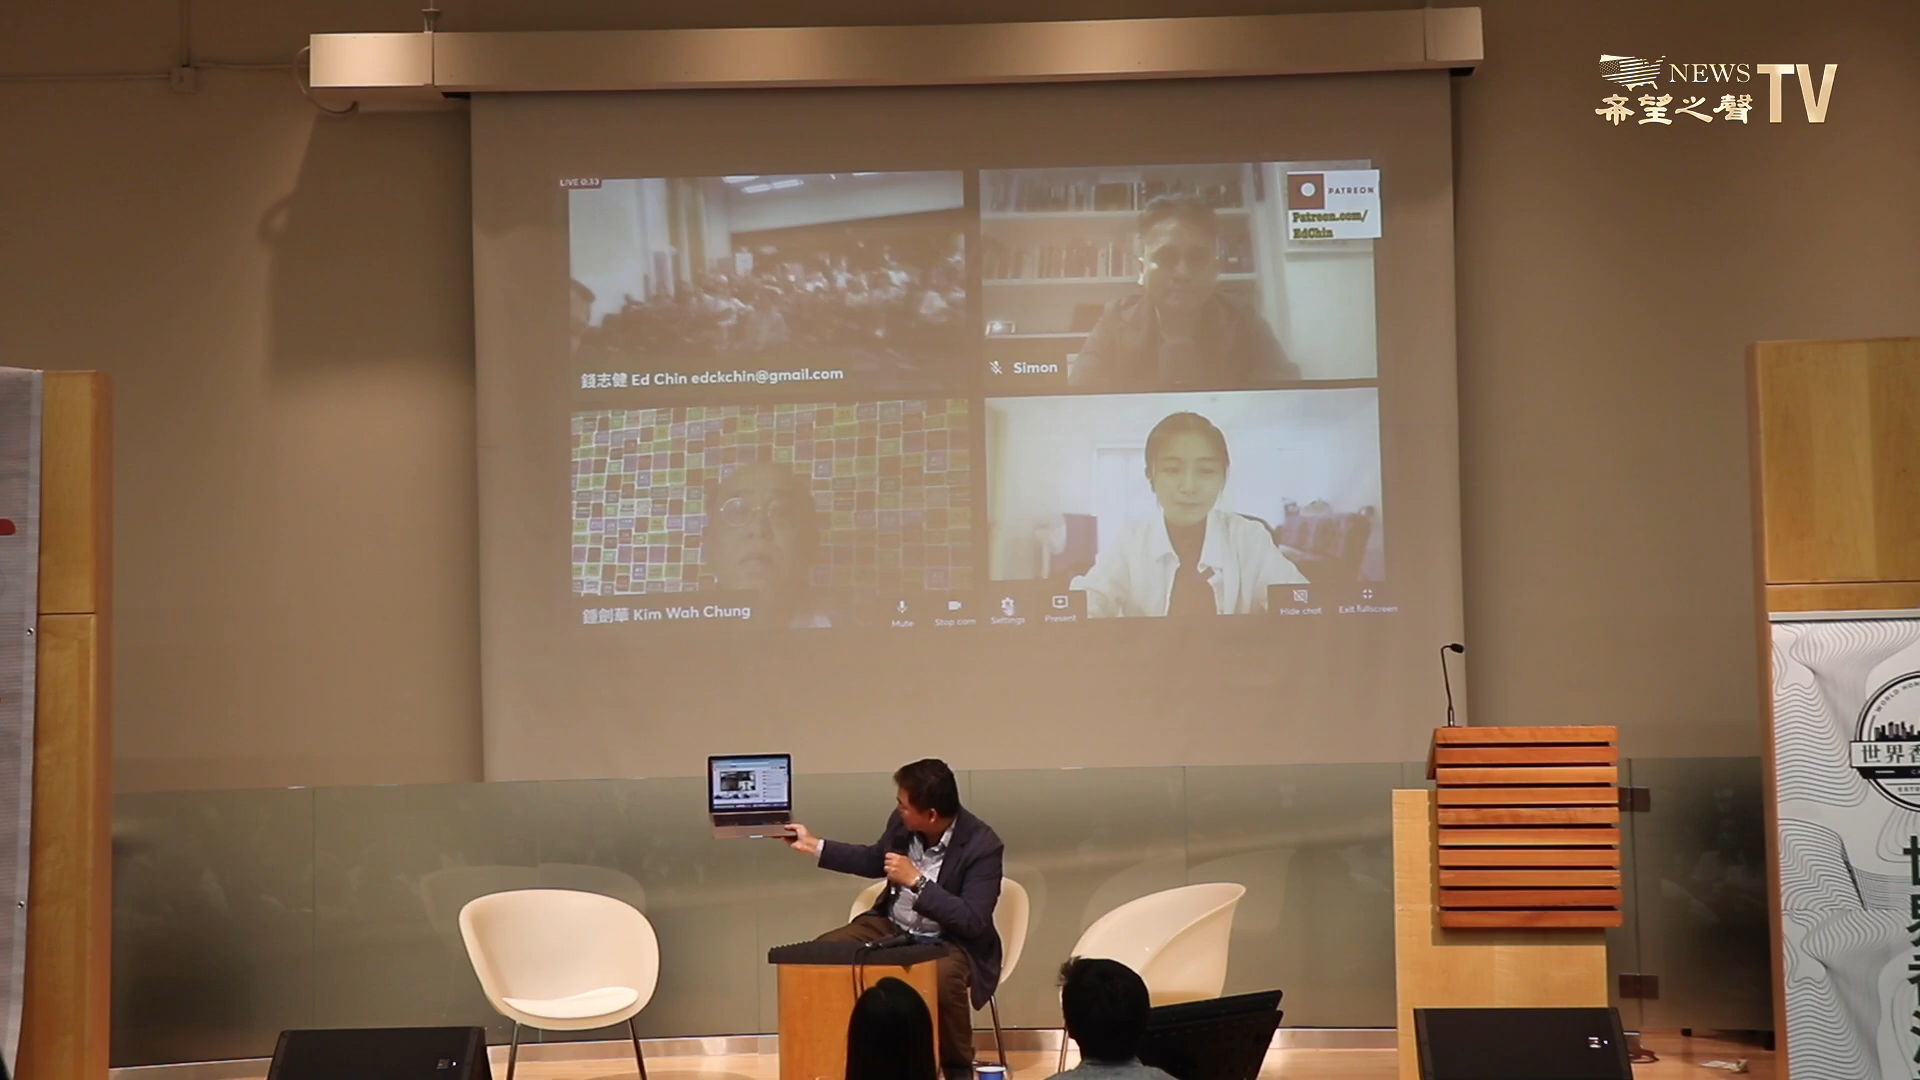 NEWS
希望之聲TV
LIVE 0:33
PATREON
Patreon.com/
EdChin
錢志健 Ed Chin edckchin@gmail.com
Simon
鍾劍華 Kim Wah Chung
Mute
Stop cam
Settings
Present
Hide chat
Exit fullscreen
世界